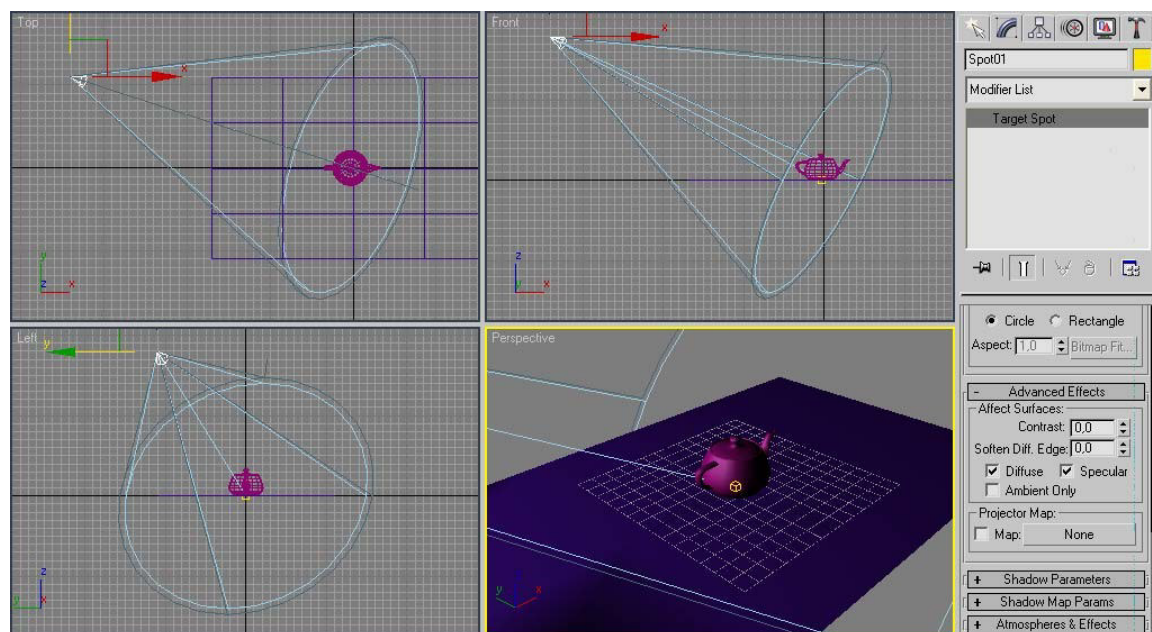 Top
x
y
z x
Front
x
z
y x
Left
y
z
y x
Perspective
z
y x
Spot01
Modifier List
Target Spot
Circle Rectangle
Aspect: 1,0 Bitmap Fit...
- Advanced Effects
Affect Surfaces:
Contrast: 0,0
Soften Diff. Edge: 0,0
Diffuse Specular
Ambient Only
Projector Map:
Map: None
+ Shadow Parameters
+ Shadow Map Params
+ Atmospheres & Effects